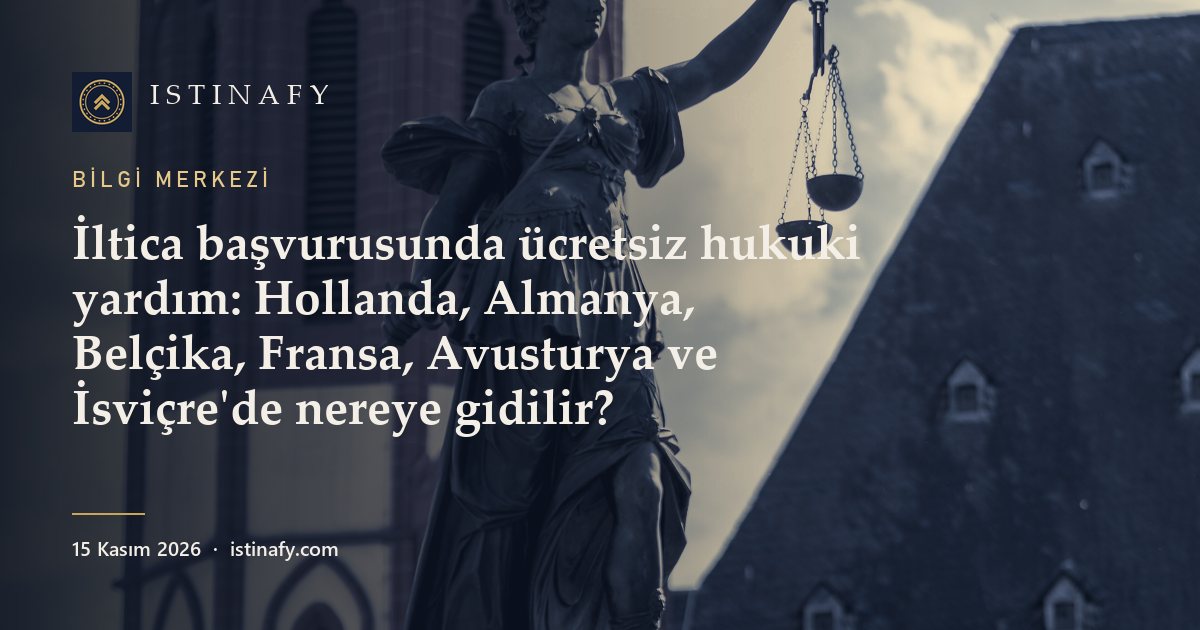 ISTINAFY
BİLGİ MERKEZİ
İltica başvurusunda ücretsiz hukuki
yardım: Hollanda, Almanya,
Belçika, Fransa, Avusturya ve
İsviçre'de nereye gidilir?
15 Kasım 2026 · istinafy.com